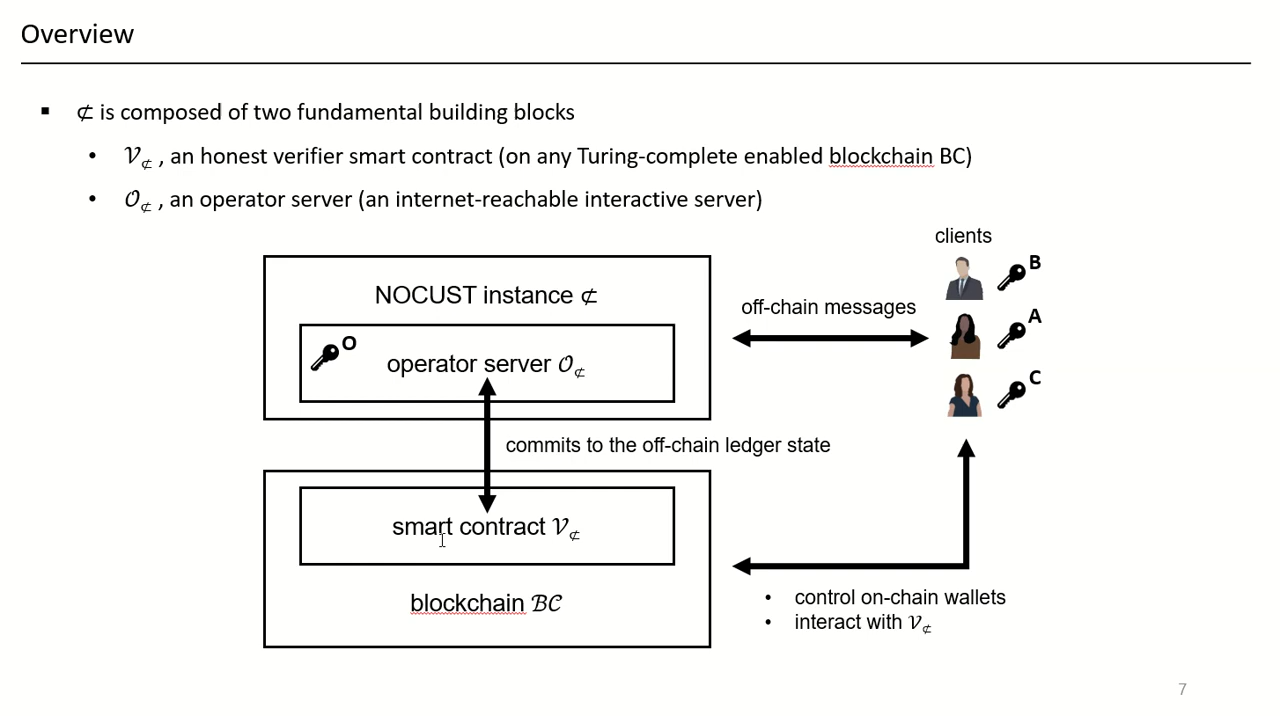 Overview
⊄ is composed of two fundamental building blocks
𝒱⊄ , an honest verifier smart contract (on any Turing-complete enabled blockchain BC)
𝒪⊄ , an operator server (an internet-reachable interactive server)
clients
B
NOCUST instance ⊄
off-chain messages
A
O
operator server 𝒪⊄
C
commits to the off-chain ledger state
smart contract 𝒱⊄
blockchain ℬ𝒞
• control on-chain wallets
• interact with 𝒱⊄
7